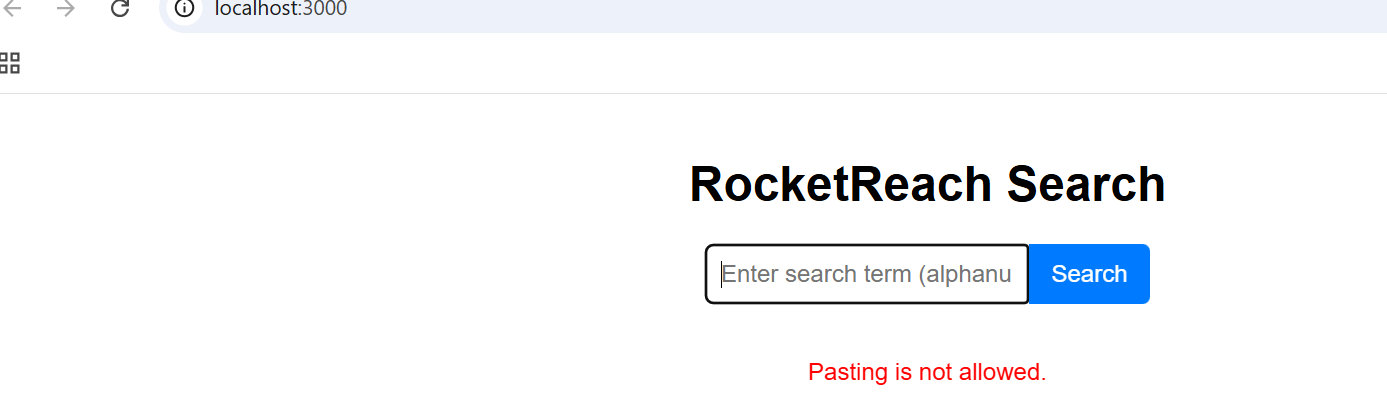 localhost:3000
RocketReach Search
Enter search term (alphanu
Search
Pasting is not allowed.